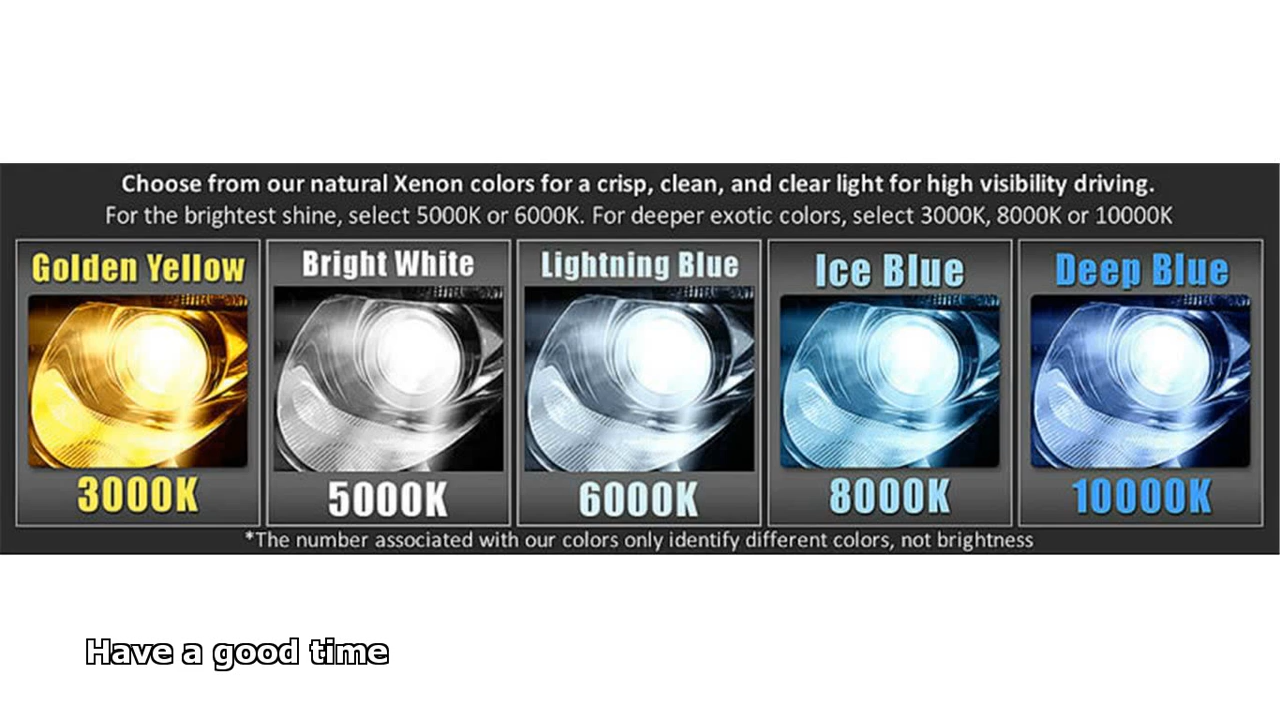 Choose from our natural Xenon colors for a crisp, clean, and clear light for high visibility driving.
For the brightest shine, select 5000K or 6000K. For deeper exotic colors, select 3000K, 8000K or 10000K
Golden Yellow
Bright White
Lightning Blue
Ice Blue
Deep Blue
3000K
5000K
6000K
8000K
10000K
*The number associated with our colors only identify different colors, not brightness
Have a good time